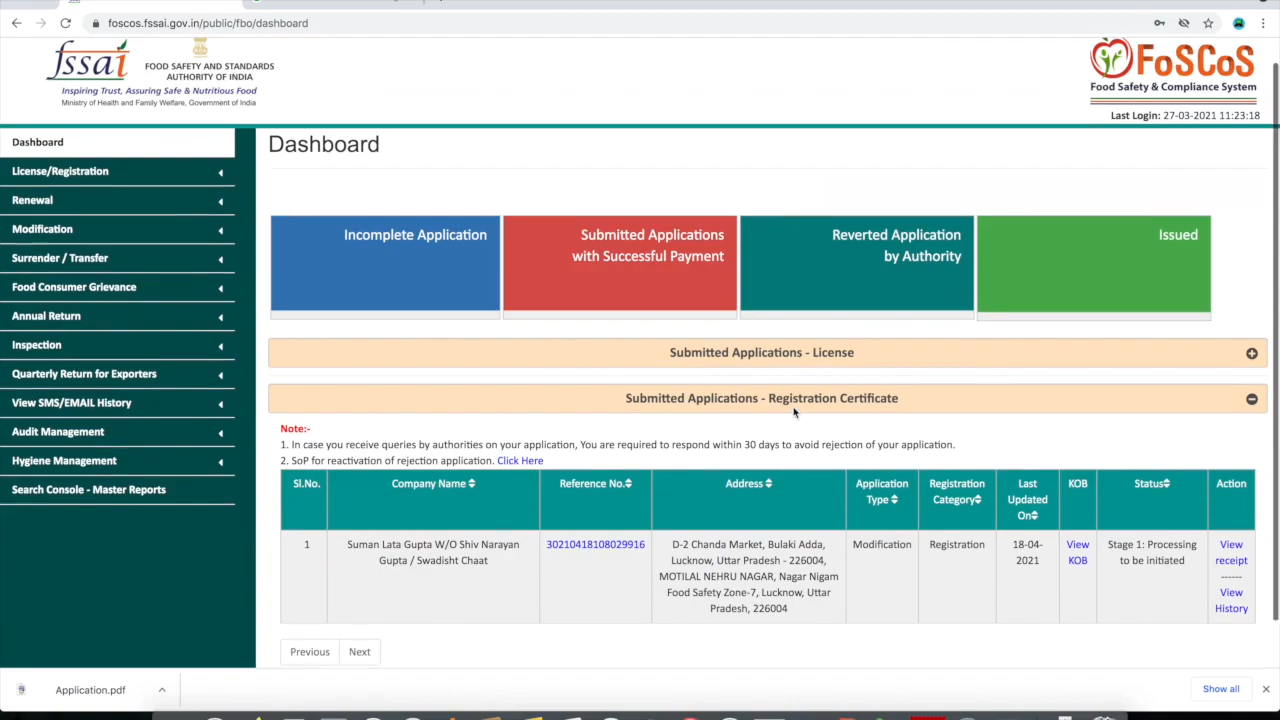 foscos.fssai.gov.in/public/fbo/dashboard
fssai
FOOD SAFETY AND STANDARDS
AUTHORITY OF INDIA
Inspiring Trust, Assuring Safe & Nutritious Food
Ministry of Health and Family Welfare, Government of India
FoSCoS
Food Safety & Compliance System
Last Login: 27-03-2021 11:23:18
Dashboard
License/Registration
Renewal
Modification
Surrender / Transfer
Food Consumer Grievance
Annual Return
Inspection
Quarterly Return for Exporters
View SMS/EMAIL History
Audit Management
Hygiene Management
Search Console - Master Reports
Dashboard
Incomplete Application
Submitted Applications
with Successful Payment
Reverted Application
by Authority
Issued
Submitted Applications - License
Submitted Applications - Registration Certificate
Note:-
1. In case you receive queries by authorities on your application, You are required to respond within 30 days to avoid rejection of your application.
2. SoP for reactivation of rejection application. Click Here
Sl.No.
Company Name
Reference No.
Address
Application
Type
Registration
Category
Last
Updated
On
KOB
Status
Action
1
Suman Lata Gupta W/O Shiv Narayan
Gupta / Swadisht Chaat
30210418108029916
D-2 Chanda Market, Bulaki Adda,
Lucknow, Uttar Pradesh - 226004,
MOTILAL NEHRU NAGAR, Nagar Nigam
Food Safety Zone-7, Lucknow, Uttar
Pradesh, 226004
Modification
Registration
18-04-
2021
View
KOB
Stage 1: Processing
to be initiated
View
receipt
------
View
History
Previous
Next
Application.pdf
Show all